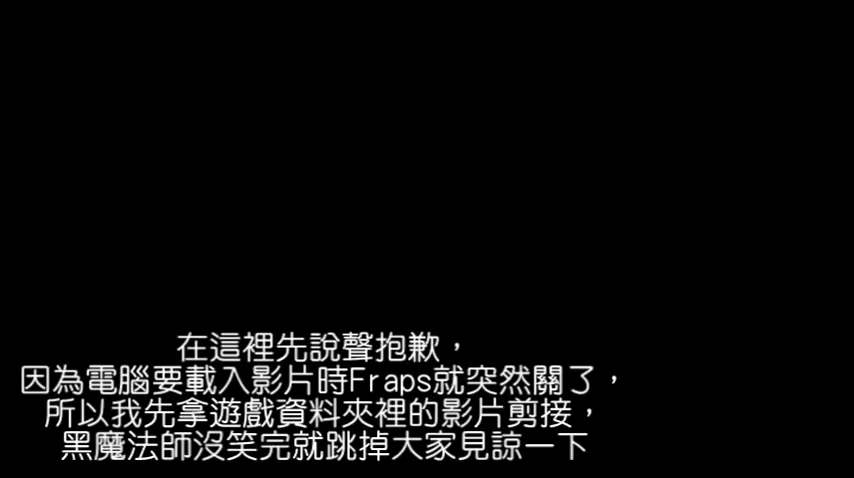 在這裡先說聲抱歉，
因為電腦要載入影片時Fraps就突然關了，
所以我先拿遊戲資料夾裡的影片剪接，
黑魔法師沒笑完就跳掉大家見諒一下